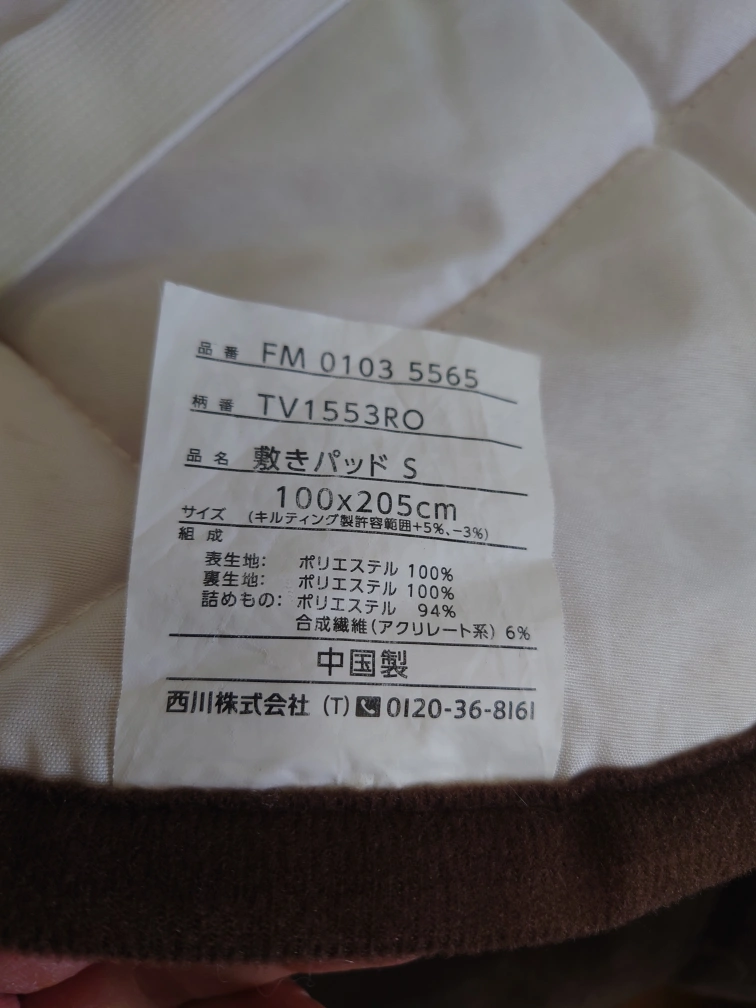 品番 FM 0103 5565
柄番 TV1553RO
品名 敷きパッド S
サイズ 100x205cm
(キルティング製許容範囲+5%、-3%)
組成
表生地: ポリエステル 100%
裏生地: ポリエステル 100%
詰めもの: ポリエステル 94%
合成繊維(アクリレート系) 6%
中国製
西川株式会社 (T) 0120-36-8161